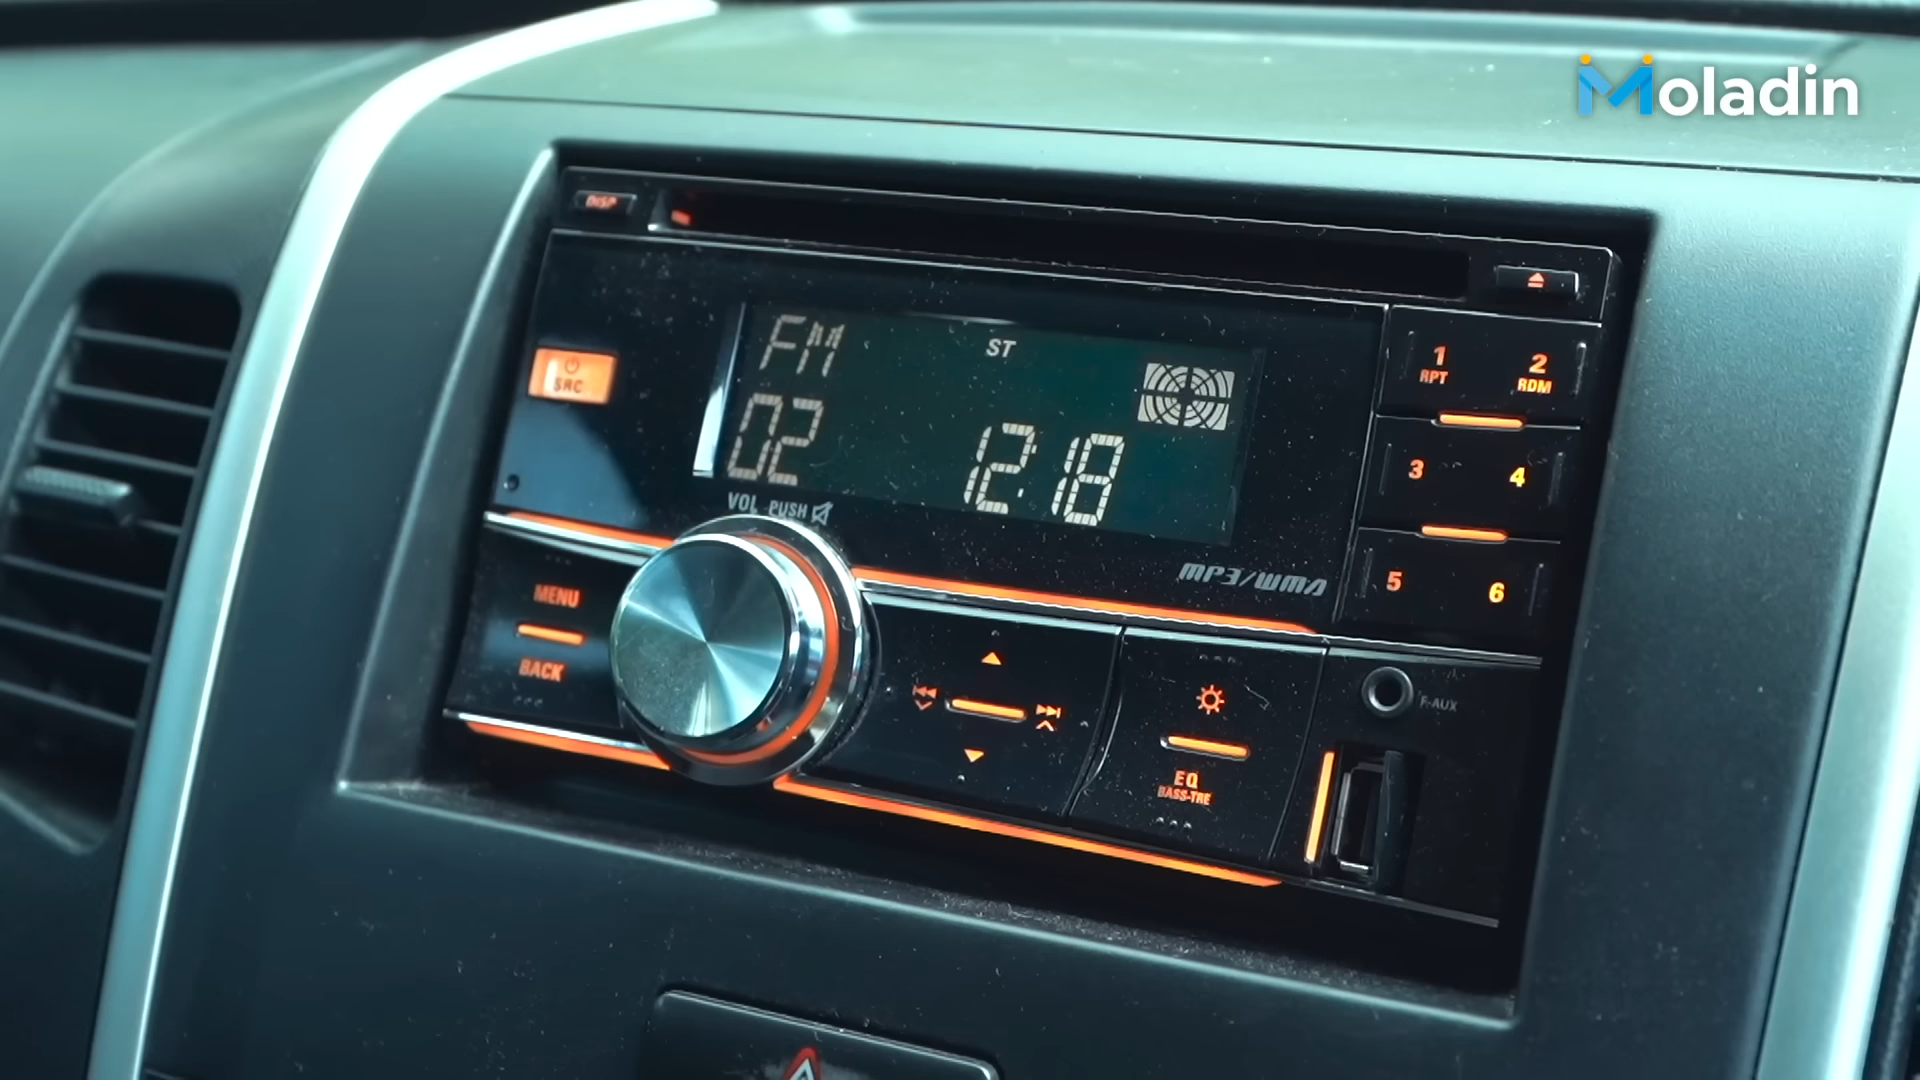 Moladin
DISP
SRC
FM
ST
02
12:18
VOL PUSH
MP3/WMA
1
RPT
2
RDM
3
4
5
6
MENU
BACK
EQ
BASS-TRE
F-AUX